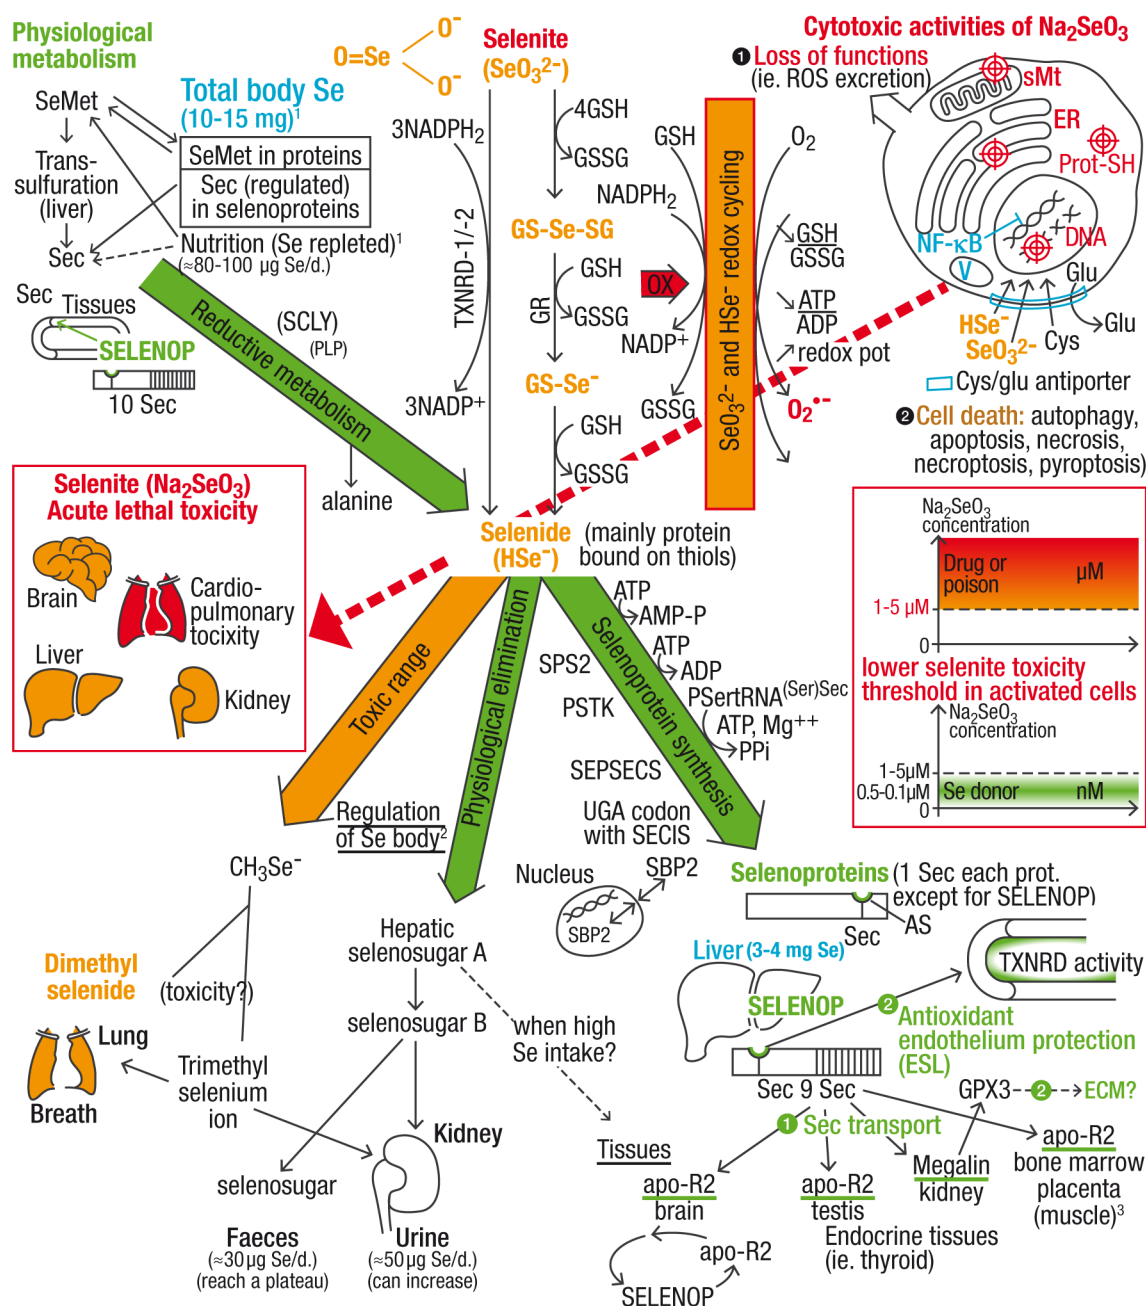 Physiological
metabolism
SeMet
Trans-
sulfuration
(liver)
Sec
Total body Se
(10-15 mg)¹
SeMet in proteins
Sec (regulated)
in selenoproteins
Nutrition (Se repleted)¹
(≈80-100 µg Se/d.)
Sec
Tissues
SELENOP
10 Sec
Reductive metabolism
(SCLY)
(PLP)
alanine
O=Se
O⁻
O⁻
Selenite
(SeO₃²⁻)
3NADPH₂
TXNRD-1/-2
3NADP⁺
4GSH
GSSG
GS-Se-SG
GSH
GR
GSSG
GS-Se⁻
GSH
GSSG
GSH
NADPH₂
OX
NADP⁺
GSSG
SeO₃²⁻ and HSe⁻ redox cycling
O₂
GSH
GSSG
ATP
ADP
redox pot
O₂•⁻
Cytotoxic activities of Na₂SeO₃
❶ Loss of functions
(ie. ROS excretion)
sMt
ER
Prot-SH
NF-κB
DNA
V
Glu
HSe⁻
SeO₃²⁻
Cys
Glu
Cys/glu antiporter
❷ Cell death: autophagy,
apoptosis, necrosis,
necroptosis, pyroptosis)
Selenite (Na₂SeO₃)
Acute lethal toxicity
Brain
Cardio-
pulmonary
tocixity
Liver
Kidney
Selenide
(HSe⁻)
(mainly protein
bound on thiols)
Na₂SeO₃
concentration
Drug or
poison
µM
1-5 µM
0
lower selenite toxicity
threshold in activated cells
Na₂SeO₃
concentration
1-5µM
0.5-0.1µM
Se donor
nM
0
Toxic range
Physiological elimination
Selenoprotein synthesis
ATP
AMP-P
ATP
ADP
SPS2
PSertRNA(Ser)Sec
PSTK
ATP, Mg⁺⁺
PPi
SEPSECS
UGA codon
with SECIS
Nucleus
SBP2
SBP2
Regulation
of Se body²
CH₃Se⁻
(toxicity?)
Dimethyl
selenide
Lung
Breath
Trimethyl
selenium
ion
Hepatic
selenosugar A
selenosugar B
when high
Se intake?
selenosugar
Kidney
Faeces
(≈30µg Se/d.)
(reach a plateau)
Urine
(≈50µg Se/d.)
(can increase)
Selenoproteins (1 Sec each prot.
except for SELENOP)
Sec
AS
Liver (3-4 mg Se)
SELENOP
TXNRD activity
❷ Antioxidant
endothelium protection
(ESL)
Sec 9 Sec
GPX3
❷
ECM?
❶ Sec transport
Tissues
apo-R2
brain
apo-R2
SELENOP
apo-R2
testis
Endocrine tissues
(ie. thyroid)
Megalin
kidney
apo-R2
bone marrow
placenta
(muscle)³